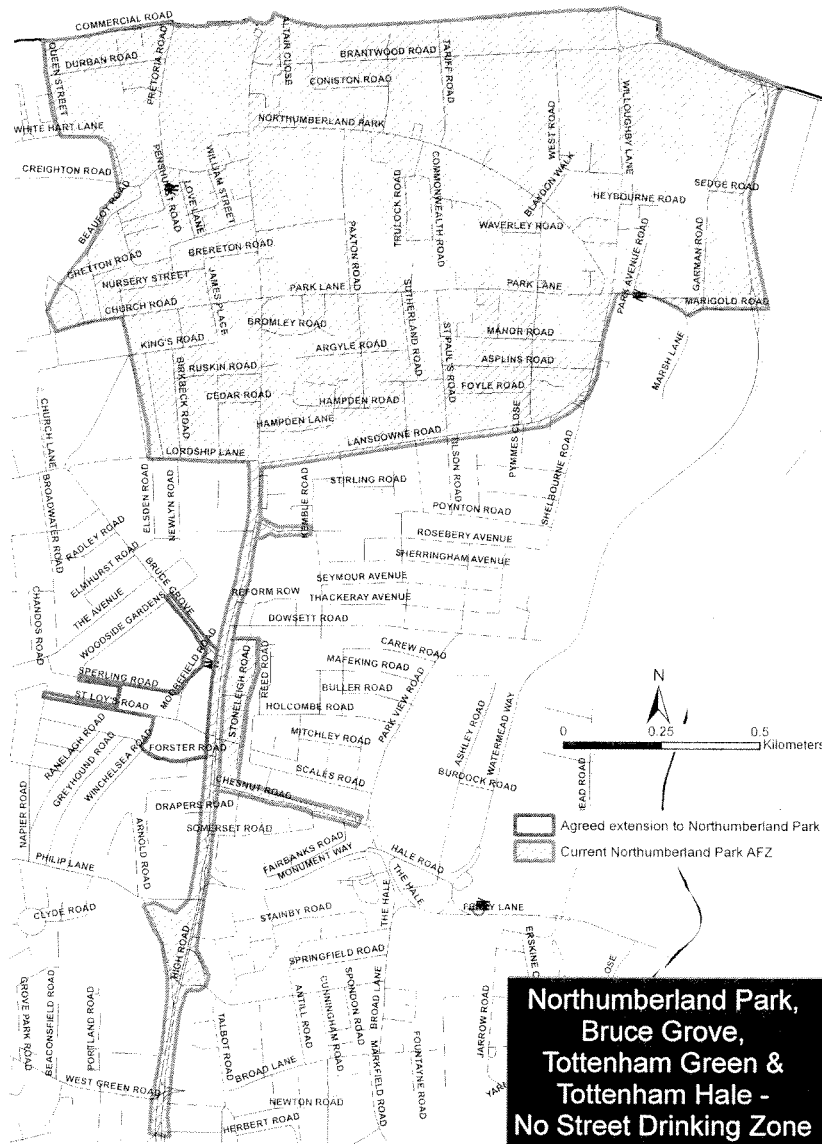 COMMERCIAL ROAD
QUEEN STREET
DURBAN ROAD
PRETORIA ROAD
ALTAIR CLOSE
BRANTWOOD ROAD
CONISTON ROAD
TARIFF ROAD
WHITE HART LANE
NORTHUMBERLAND PARK
WEST ROAD
WILLOUGHBY LANE
CREIGHTON ROAD
PENSHURST ROAD
LOVE LANE
WILLIAM STREET
TRULOCK ROAD
COMMONWEALTH ROAD
BLAYDON WALK
SEDGE ROAD
HEYBOURNE ROAD
BEAUFOY ROAD
WAVERLEY ROAD
GRETTON ROAD
BRERETON ROAD
PAXTON ROAD
PARK AVENUE ROAD
GARMAN ROAD
NURSERY STREET
JAMES PLACE
PARK LANE
PARK LANE
CHURCH ROAD
SUTHERLAND ROAD
MARIGOLD ROAD
BROMLEY ROAD
ST PAUL'S ROAD
MANOR ROAD
KING'S ROAD
ARGYLE ROAD
MARSH LANE
BIRKBECK ROAD
RUSKIN ROAD
ASPLINS ROAD
CEDAR ROAD
HAMPDEN ROAD
FOYLE ROAD
CHURCH LANE
HAMPDEN LANE
LANSDOWNE ROAD
PYMMES CLOSE
LORDSHIP LANE
TILSON ROAD
SHELBOURNE ROAD
BROADWATER ROAD
ELSDEN ROAD
NEWLYN ROAD
KEMBLE ROAD
STIRLING ROAD
POYNTON ROAD
RADLEY ROAD
ROSEBERY AVENUE
SHERRINGHAM AVENUE
ELMHURST ROAD
BRUCE GROVE
SEYMOUR AVENUE
CHANDOS ROAD
THE AVENUE
REFORM ROW
THACKERAY AVENUE
WOODSIDE GARDENS
DOWSETT ROAD
MOOREFIELD ROAD
STONELEIGH ROAD
REED ROAD
CAREW ROAD
MAFEKING ROAD
SPERLING ROAD
BULLER ROAD
PARK VIEW ROAD
ST LOY'S ROAD
HOLCOMBE ROAD
ASHLEY ROAD
WATERMEAD WAY
RANELAGH ROAD
GREYHOUND ROAD
WINCHELSEA ROAD
FORSTER ROAD
MITCHLEY ROAD
SCALES ROAD
BURDOCK ROAD
CHESNUT ROAD
NAPIER ROAD
DRAPERS ROAD
SOMERSET ROAD
ARNOLD ROAD
FAIRBANKS ROAD
MONUMENT WAY
HALE ROAD
PHILIP LANE
THE HALE
THE HALE
CLYDE ROAD
STAINBY ROAD
FERRY LANE
HIGH ROAD
SPRINGFIELD ROAD
GROVE PARK ROAD
BEACONSFIELD ROAD
PORTLAND ROAD
TALBOT ROAD
ANTILL ROAD
CUNNINGHAM ROAD
SPONDON ROAD
BROAD LANE
MARKFIELD ROAD
FOUNTAYNE ROAD
JARROW ROAD
BROAD LANE
WEST GREEN ROAD
NEWTON ROAD
HERBERT ROAD
N
0 0.25 0.5
Kilometers
Agreed extension to Northumberland Park
Current Northumberland Park AFZ
Northumberland Park,
Bruce Grove,
Tottenham Green &
Tottenham Hale -
No Street Drinking Zone